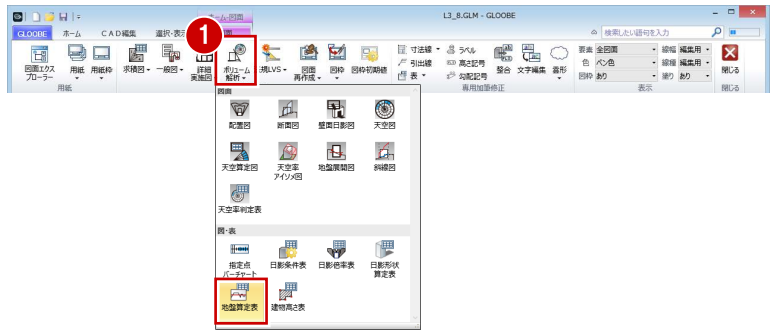 L3_8.GLM - GLOOBE
GLOOBE ホーム CAD編集 選択・表示
検索したい語句を入力
1
図面エクスプローラー
用紙
用紙枠
求積図
一般図
詳細実施図
ボリューム解析
規LVS
図面再作成
図枠
図枠初期値
寸法線
引出線
表
ラベル
高さ記号
勾配記号
整合
文字編集
雲形
要素 全図面
色 ペン色
図枠 あり
線幅 編集用
線種 編集用
塗り あり
閉じる
用紙 専用加筆修正 表示 閉じる
図面
配置図 断面図 壁面日影図 天空図
天空算定図 天空率アイソメ図 地盤展開図 斜線図
天空率判定表
図・表
指定点バーチャート 日影条件表 日影倍率表 日影形状算定表
地盤算定表 建物高さ表